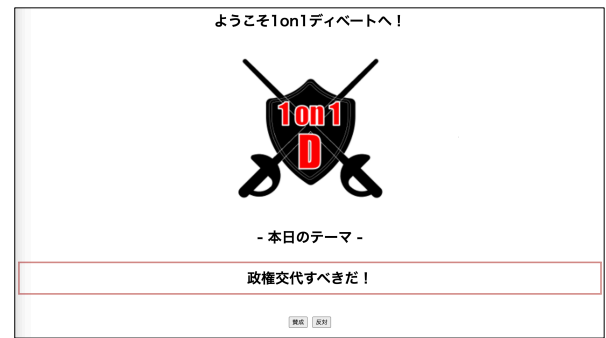 ようこそ1on1ディベートへ！
1on1
D
- 本日のテーマ -
政権交代すべきだ！
賛成 反対